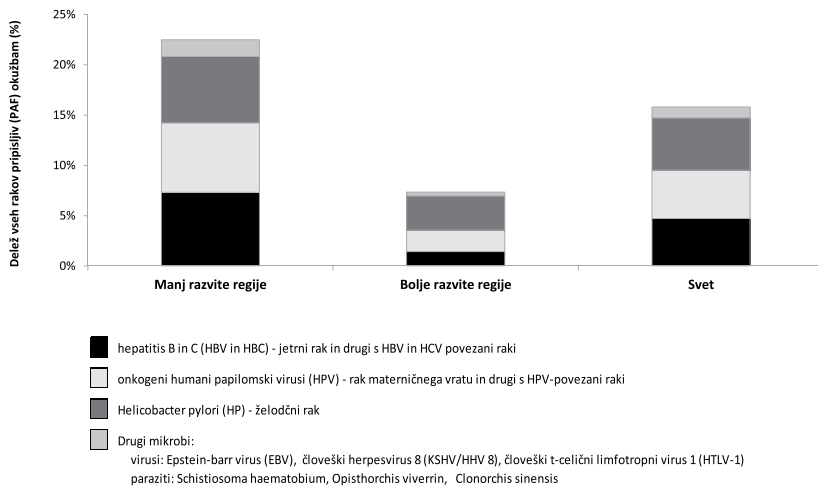 Delež vseh rakov pripisljiv (PAF) okužbam (%)
25%
20%
15%
10%
5%
0%
Manj razvite regije
Bolje razvite regije
Svet
hepatitis B in C (HBV in HBC) - jetrni rak in drugi s HBV in HCV povezani raki
onkogeni humani papilomski virusi (HPV) - rak materničnega vratu in drugi s HPV-povezani raki
Helicobacter pylori (HP) - želodčni rak
Drugi mikrobi:
virusi: Epstein-barr virus (EBV), človeški herpesvirus 8 (KSHV/HHV 8), človeški t-celični limfotropni virus 1 (HTLV-1)
paraziti: Schistiosoma haematobium, Opisthorchis viverrin, Clonorchis sinensis